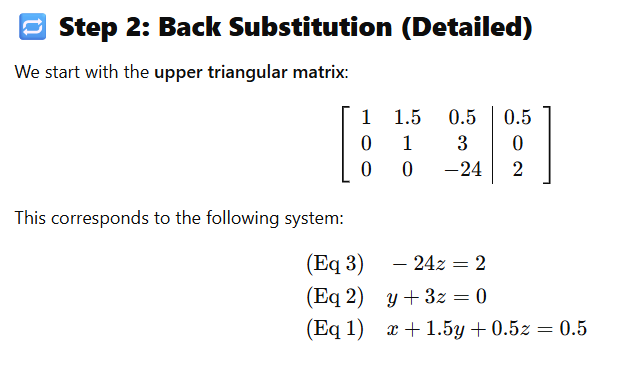 🔁 Step 2: Back Substitution (Detailed)
We start with the upper triangular matrix:
1 1.5 0.5 | 0.5
0 1 3 | 0
0 0 −24 | 2
This corresponds to the following system:
(Eq 3) − 24z = 2
(Eq 2) y + 3z = 0
(Eq 1) x + 1.5y + 0.5z = 0.5